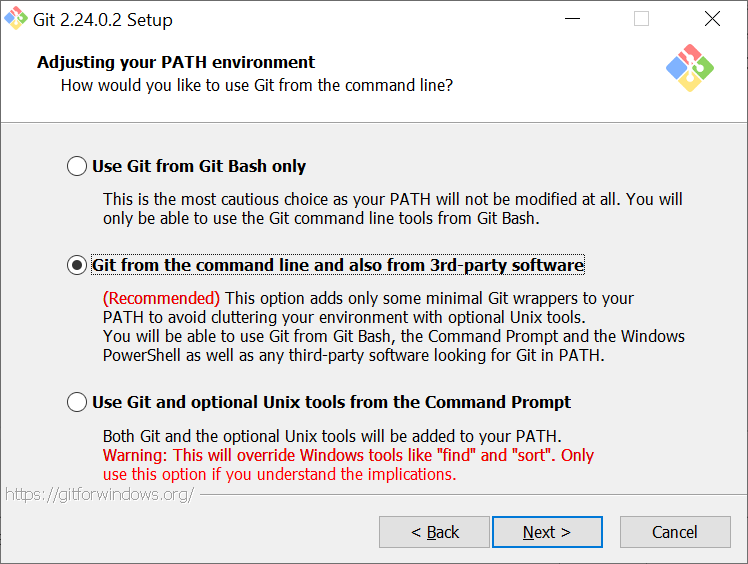 Git 2.24.0.2 Setup
Adjusting your PATH environment
How would you like to use Git from the command line?
Use Git from Git Bash only
This is the most cautious choice as your PATH will not be modified at all. You will
only be able to use the Git command line tools from Git Bash.
Git from the command line and also from 3rd-party software
(Recommended) This option adds only some minimal Git wrappers to your
PATH to avoid cluttering your environment with optional Unix tools.
You will be able to use Git from Git Bash, the Command Prompt and the Windows
PowerShell as well as any third-party software looking for Git in PATH.
Use Git and optional Unix tools from the Command Prompt
Both Git and the optional Unix tools will be added to your PATH.
Warning: This will override Windows tools like "find" and "sort". Only
use this option if you understand the implications.
https://gitforwindows.org/
< Back Next > Cancel